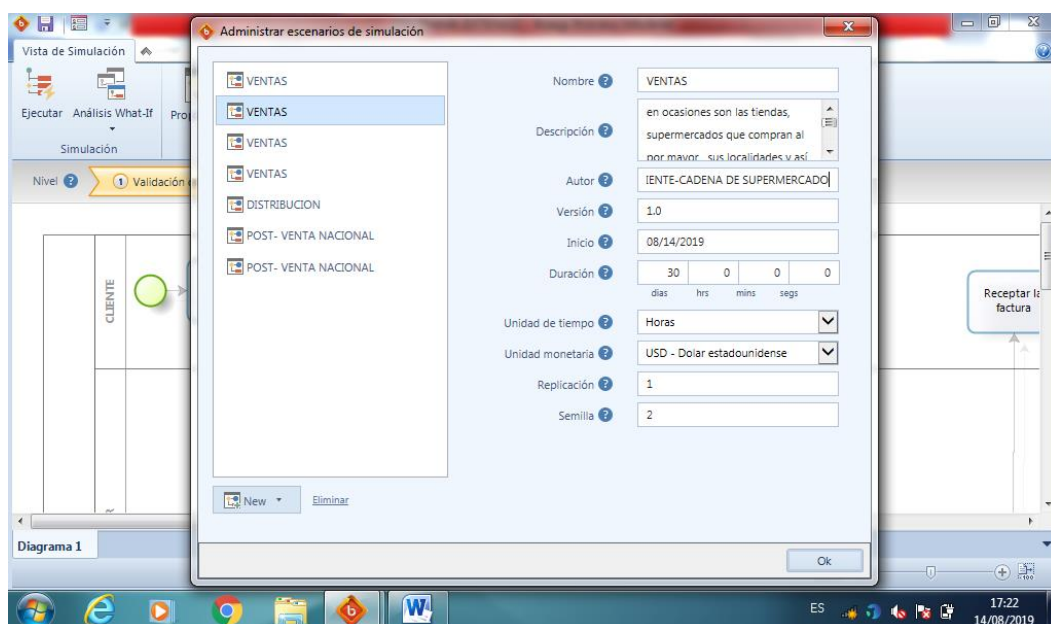 Administrar escenarios de simulación
Vista de Simulación
Ejecutar Análisis What-If
Simulación
Nivel
1 Validación
CLIENTE
Receptar la
factura
VENTAS
VENTAS
VENTAS
VENTAS
DISTRIBUCION
POST- VENTA NACIONAL
POST- VENTA NACIONAL
New Eliminar
Nombre VENTAS
Descripción en ocasiones son las tiendas,
supermercados que compran al
por mayor sus localidades y así
Autor IENTE-CADENA DE SUPERMERCADO
Versión 1.0
Inicio 08/14/2019
Duración 30 0 0 0
dias hrs mins segs
Unidad de tiempo Horas
Unidad monetaria USD - Dolar estadounidense
Replicación 1
Semilla 2
Ok
Diagrama 1
ES 17:22
14/08/2019